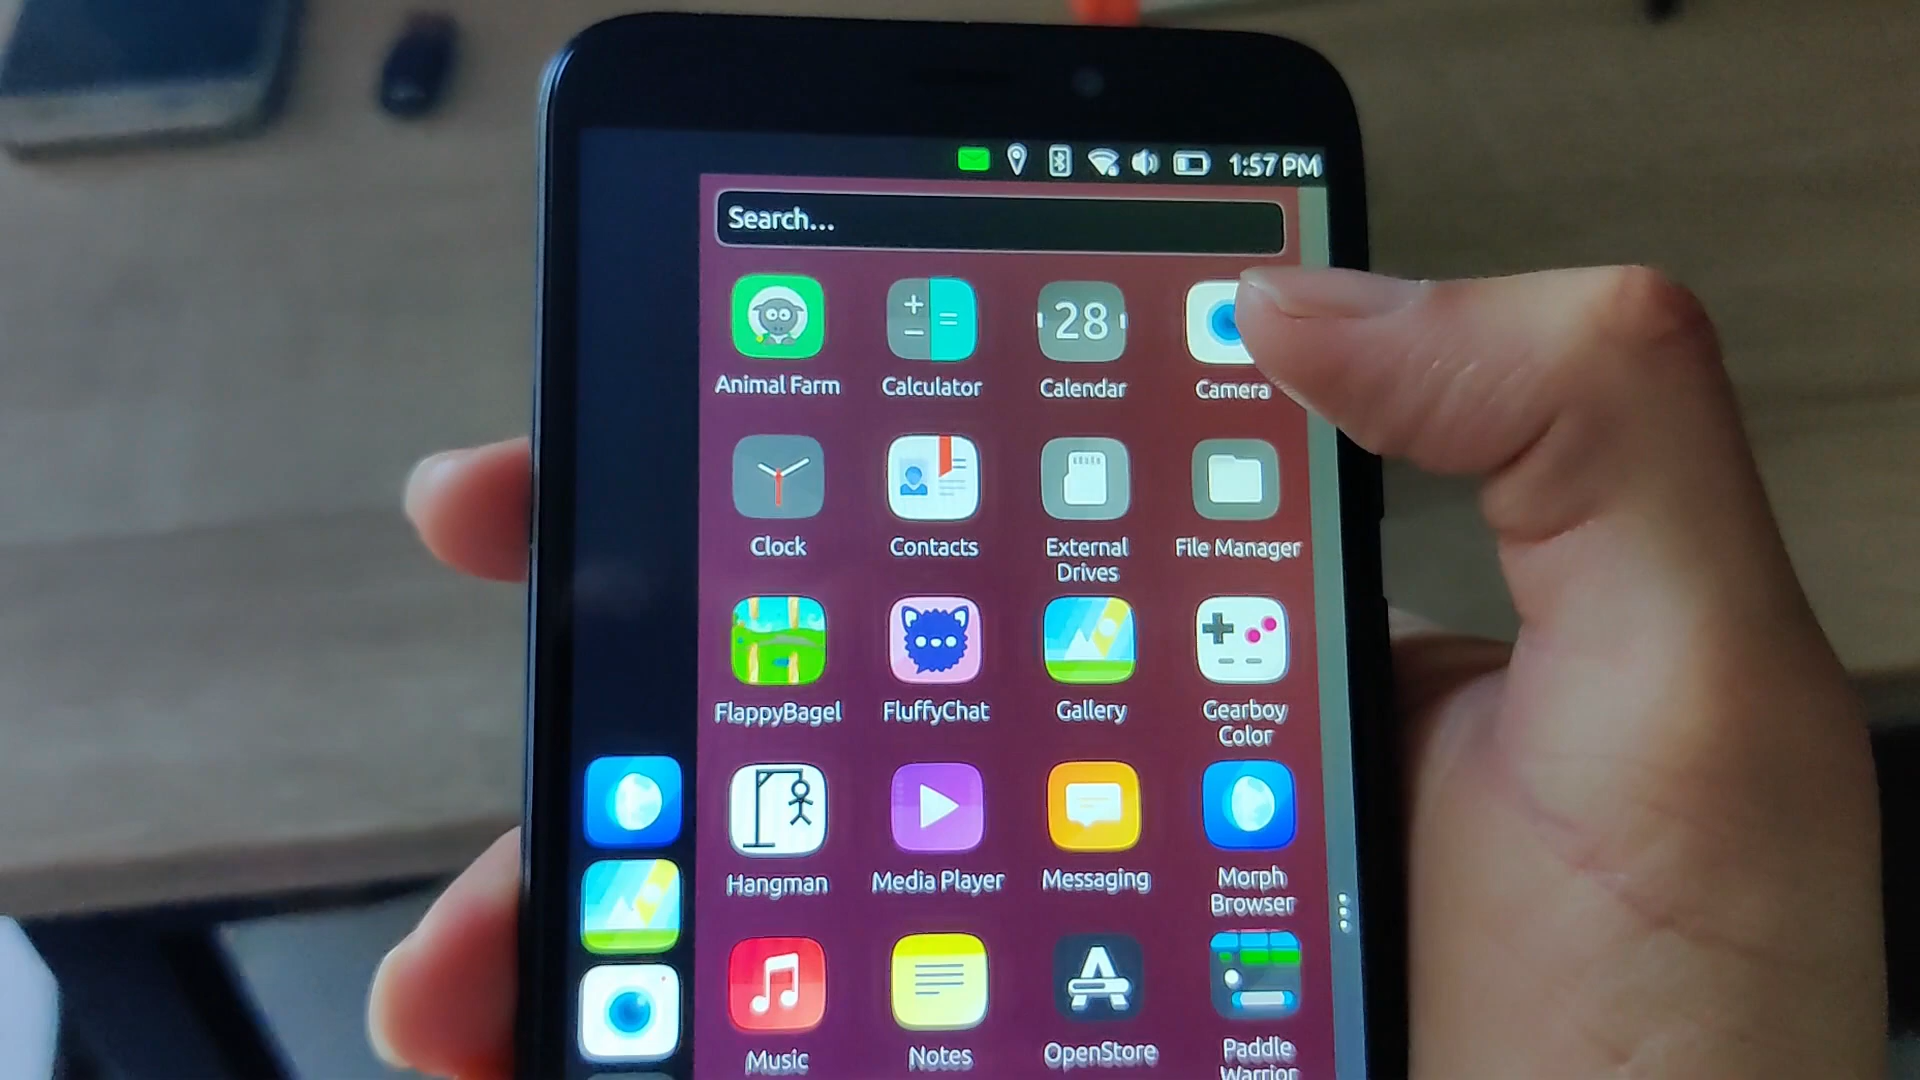 1:57 PM
Search...
28
Animal Farm
Calculator
Calendar
Camera
Clock
Contacts
External
Drives
File Manager
FlappyBagel
FluffyChat
Gallery
Gearboy
Color
Hangman
Media Player
Messaging
Morph
Browser
Music
Notes
OpenStore
Paddle
Warrior